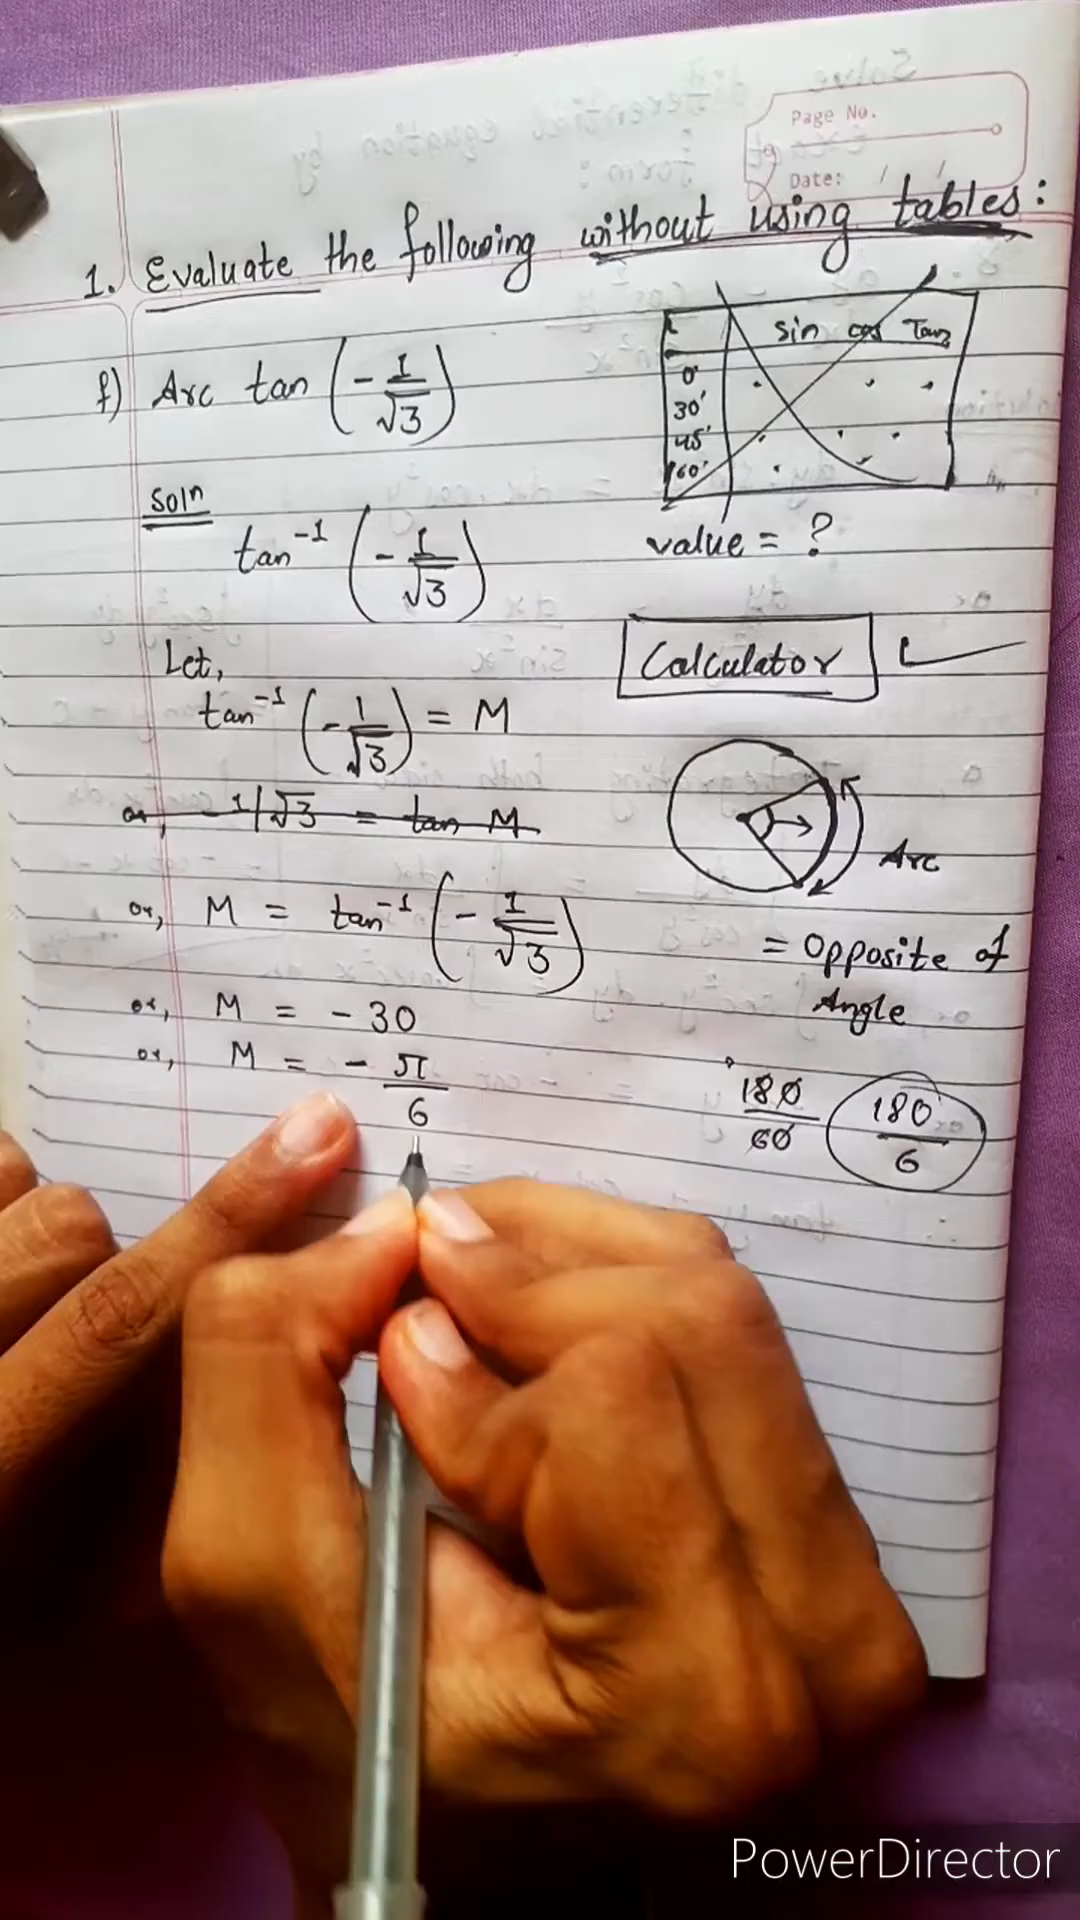 Page No.
Date: / /
1. Evaluate the following without using tables:
f) Arc tan (-1/√3)
sin cos Tan
0°
30°
45°
60°
Soln
tan⁻¹ (-1/√3)
value = ?
Let,
Calculator
tan⁻¹ (-1/√3) = M
or, -1/√3 = tan M
Arc
or, M = tan⁻¹ (-1/√3)
= Opposite of
Angle
or, M = -30
or, M = -π/6
180/60
180/6
PowerDirector